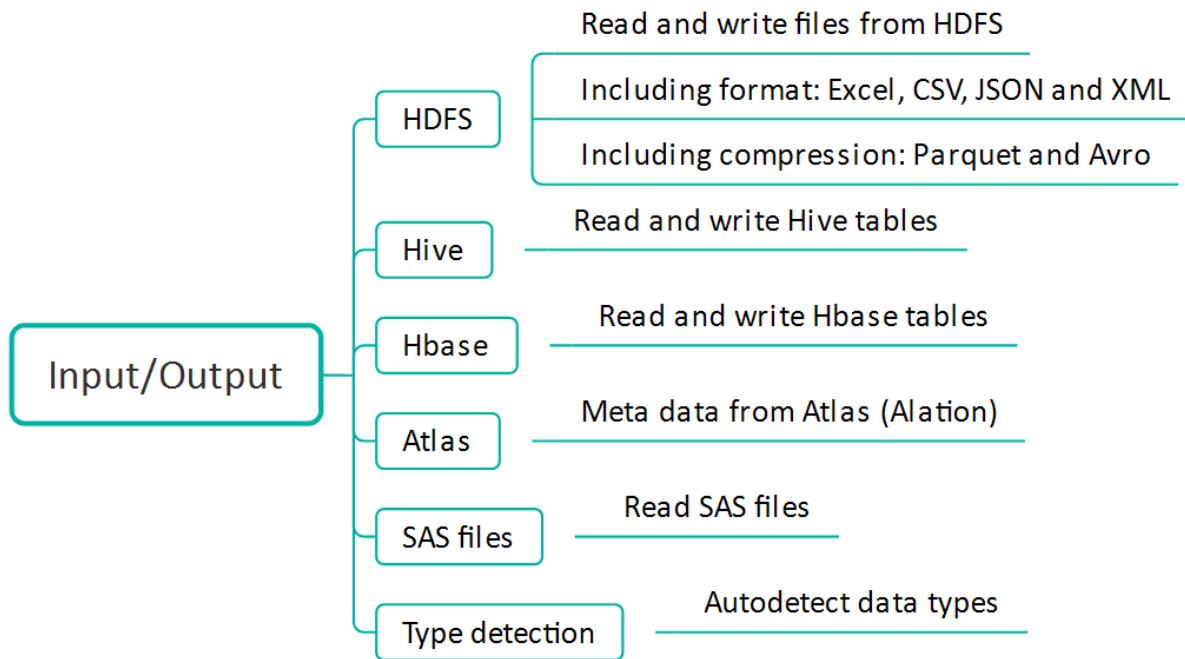 Input/Output
HDFS
Read and write files from HDFS
Including format: Excel, CSV, JSON and XML
Including compression: Parquet and Avro
Hive
Read and write Hive tables
Hbase
Read and write Hbase tables
Atlas
Meta data from Atlas (Alation)
SAS files
Read SAS files
Type detection
Autodetect data types